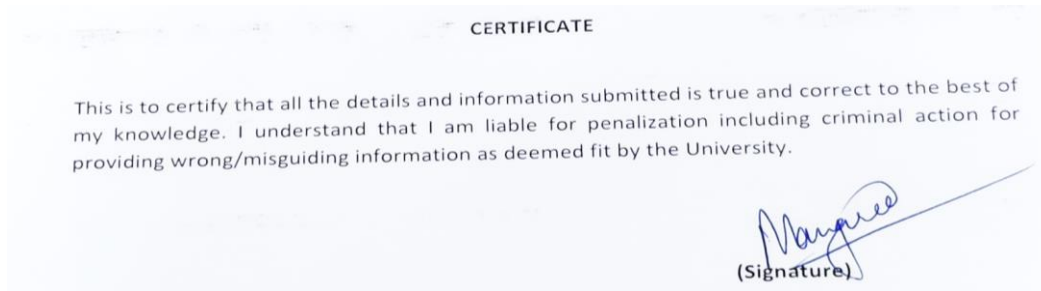 CERTIFICATE
This is to certify that all the details and information submitted is true and correct to the best of
my knowledge. I understand that I am liable for penalization including criminal action for
providing wrong/misguiding information as deemed fit by the University.
(Signature)